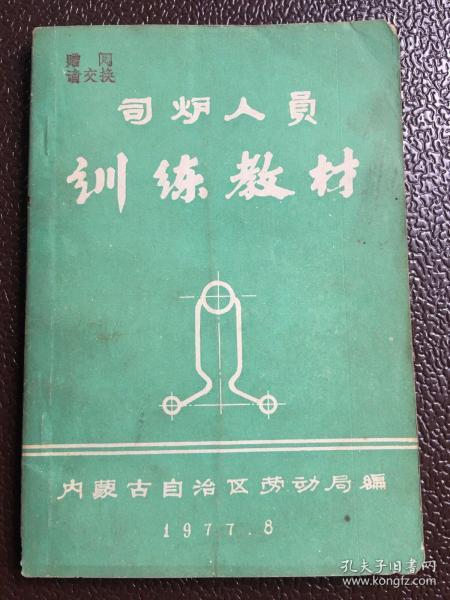 赠阅
请交换
司炉人员
训练教材
内蒙古自治区劳动局编
1977.8
孔夫子旧书网
www.kongfz.com